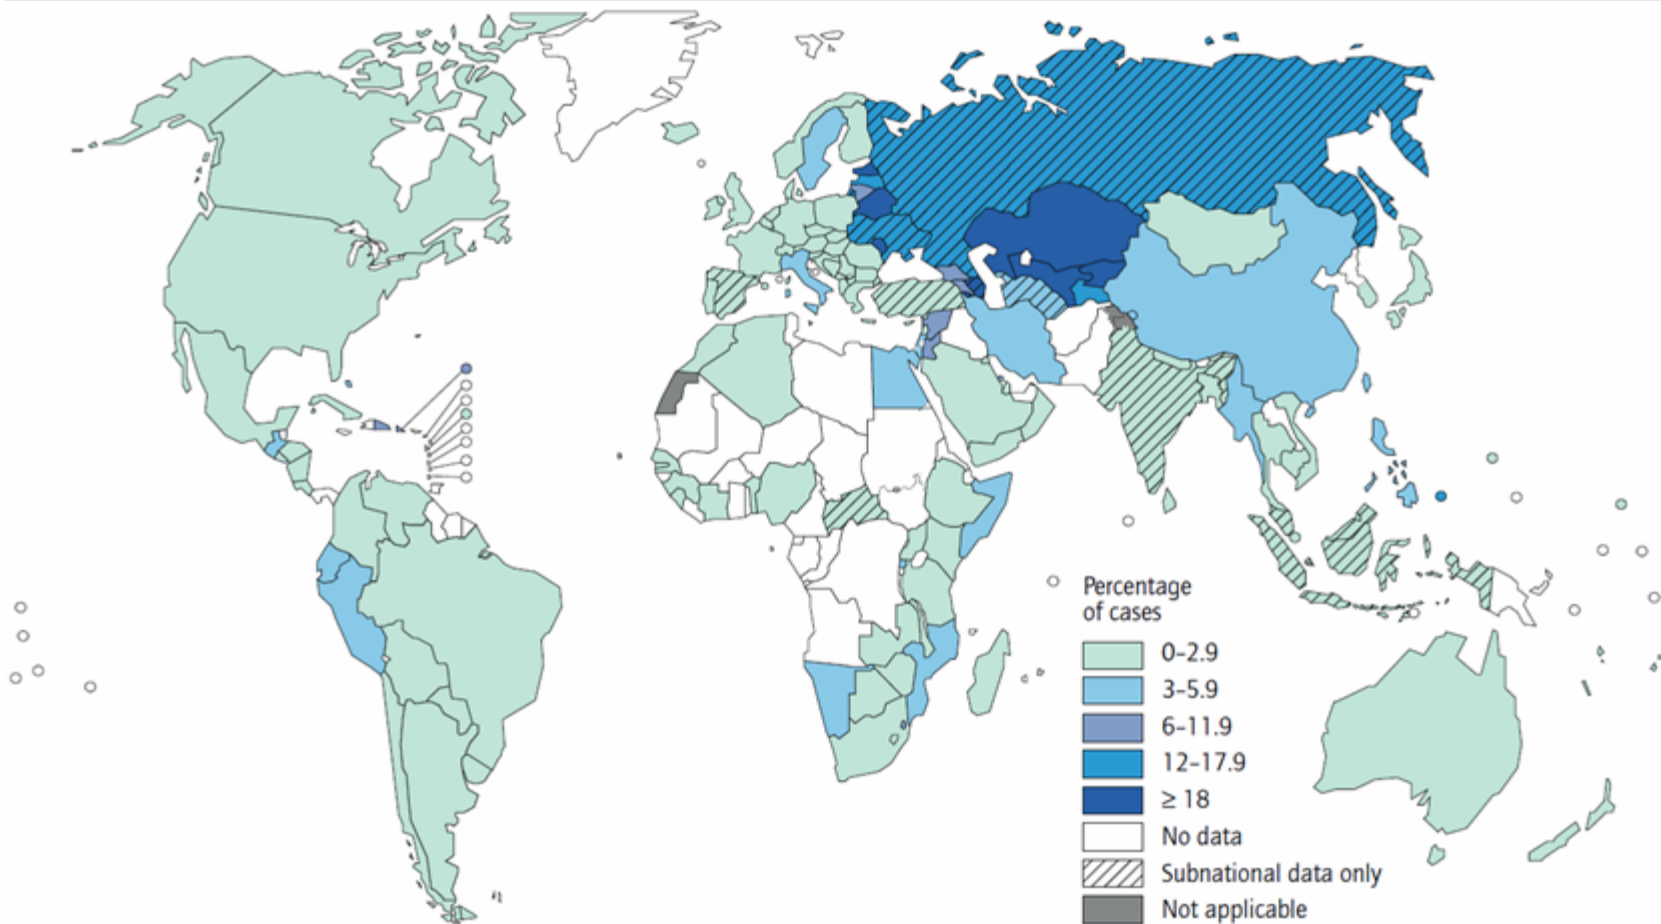 Percentage
of cases
0–2.9
3–5.9
6–11.9
12–17.9
≥ 18
No data
Subnational data only
Not applicable